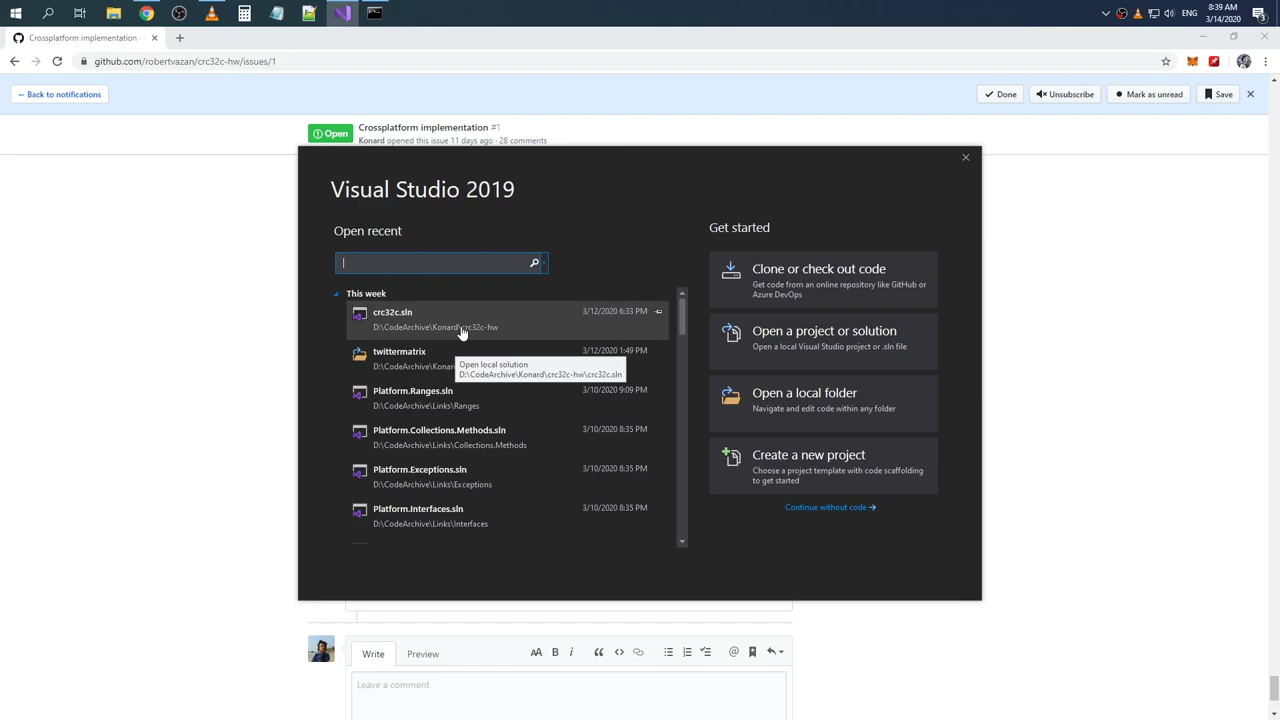 ENG
8:39 AM
3/14/2020
3
Crossplatform implementation ·
github.com/robertvazan/crc32c-hw/issues/1
← Back to notifications
Done
Unsubscribe
Mark as unread
Save
Open
Crossplatform implementation #1
Konard opened this issue 11 days ago · 28 comments
Visual Studio 2019
Open recent
Get started
This week
crc32c.sln
3/12/2020 6:33 PM
D:\CodeArchive\Konard\crc32c-hw
twittermatrix
3/12/2020 1:49 PM
D:\CodeArchive\Konar
Open local solution
D:\CodeArchive\Konard\crc32c-hw\crc32c.sln
Platform.Ranges.sln
3/10/2020 9:09 PM
D:\CodeArchive\Links\Ranges
Platform.Collections.Methods.sln
3/10/2020 8:35 PM
D:\CodeArchive\Links\Collections.Methods
Platform.Exceptions.sln
3/10/2020 8:35 PM
D:\CodeArchive\Links\Exceptions
Platform.Interfaces.sln
3/10/2020 8:35 PM
D:\CodeArchive\Links\Interfaces
Clone or check out code
Get code from an online repository like GitHub or
Azure DevOps
Open a project or solution
Open a local Visual Studio project or .sln file
Open a local folder
Navigate and edit code within any folder
Create a new project
Choose a project template with code scaffolding
to get started
Continue without code →
Write
Preview
AA B i
Leave a comment